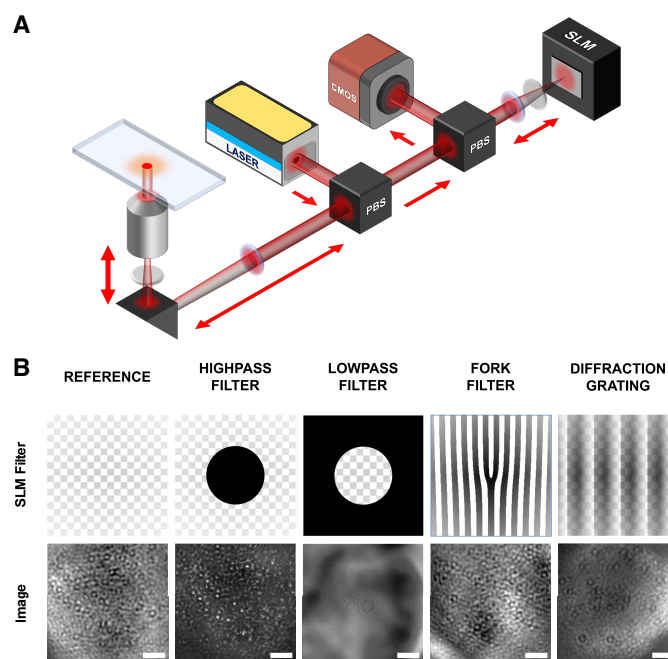 A
SLM
CMOS
LASER
PBS
PBS
B
REFERENCE
HIGHPASS
FILTER
LOWPASS
FILTER
FORK
FILTER
DIFFRACTION
GRATING
SLM Filter
Image